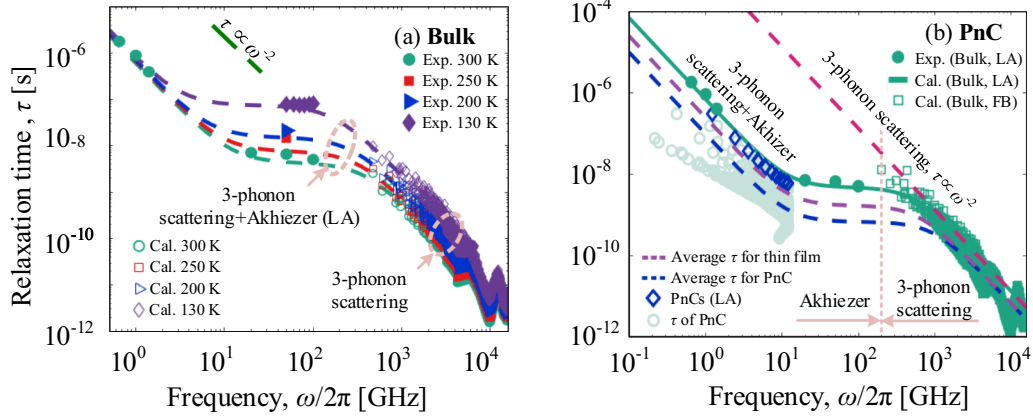 (a) Bulk
τ ∝ ω⁻²
Exp. 300 K
Exp. 250 K
Exp. 200 K
Exp. 130 K
3-phonon
scattering+Akhiezer (LA)
Cal. 300 K
Cal. 250 K
Cal. 200 K
Cal. 130 K
3-phonon
scattering
Relaxation time , τ [s]
10⁻⁶
10⁻⁸
10⁻¹⁰
10⁻¹²
10⁰
10¹
10²
10³
10⁴
Frequency, ω/2π [GHz]
(b) PnC
Exp. (Bulk, LA)
Cal. (Bulk, LA)
Cal. (Bulk, FB)
3-phonon
scattering+Akhizer
3-phonon scattering, τ ∝ ω⁻²
Average τ for thin film
Average τ for PnC
PnCs (LA)
τ of PnC
Akhiezer
3-phonon
scattering
10⁻⁴
10⁻⁶
10⁻⁸
10⁻¹⁰
10⁻¹²
10⁻¹
10⁰
10¹
10²
10³
10⁴
Frequency, ω/2π [GHz]